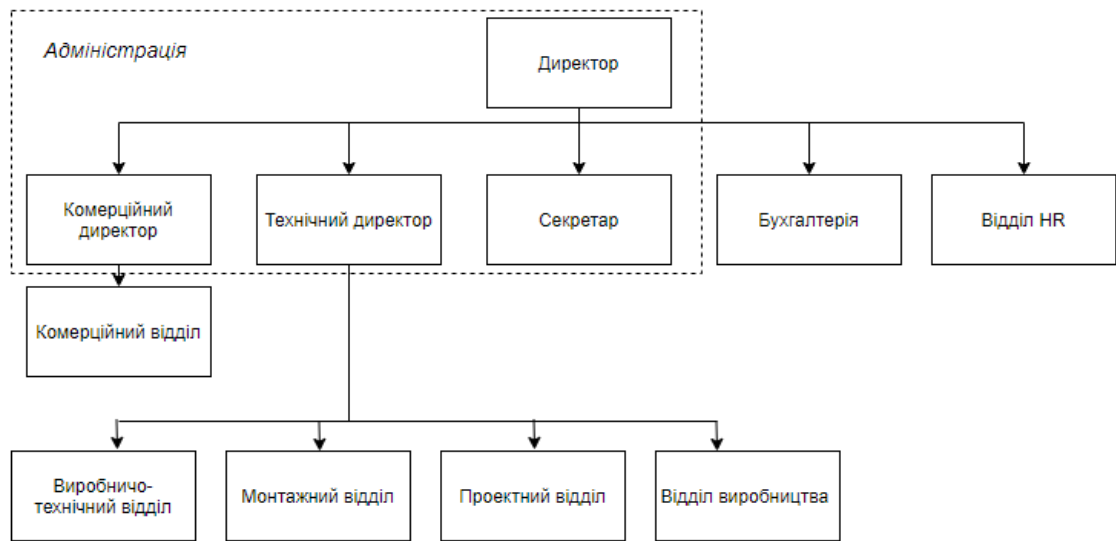 Адміністрація
Директор
Комерційний
директор
Технічний директор
Секретар
Бухгалтерія
Відділ HR
Комерційний відділ
Виробничо-
технічний відділ
Монтажний відділ
Проектний відділ
Відділ виробництва